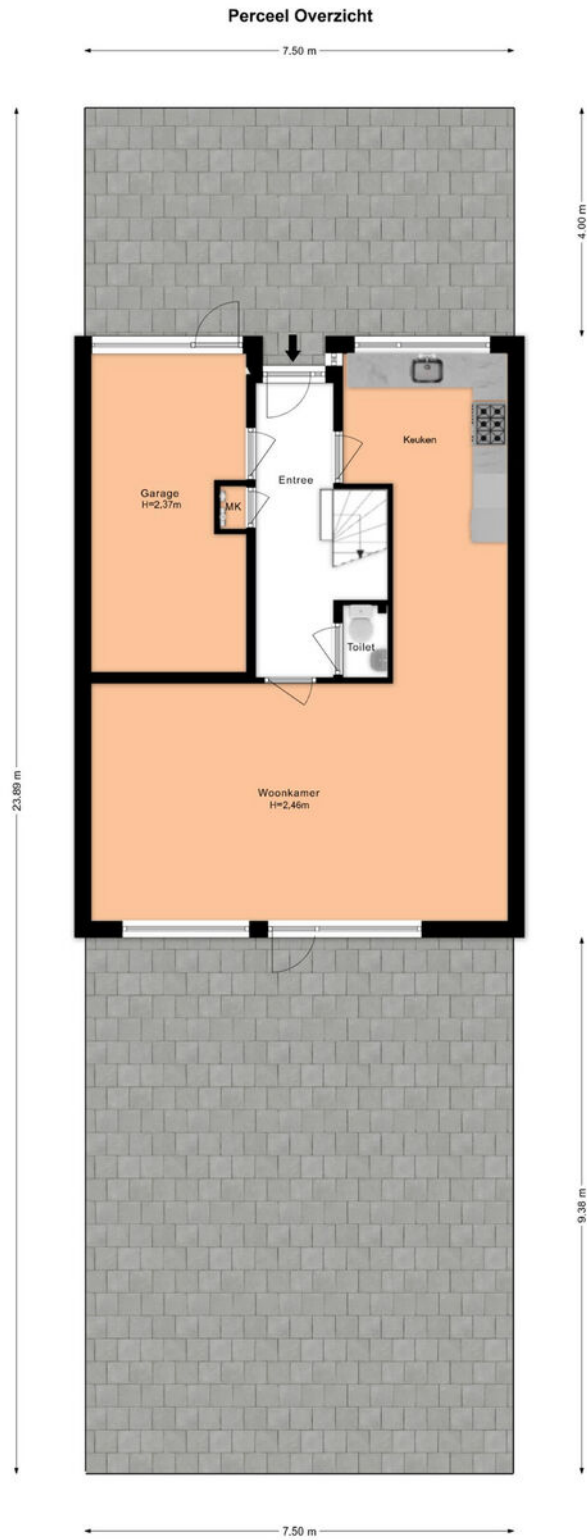 Perceel Overzicht
7.50 m
4.00 m
Keuken
Entree
Garage
H=2,37m
MK
Toilet
23.89 m
Woonkamer
H=2,46m
9.38 m
7.50 m